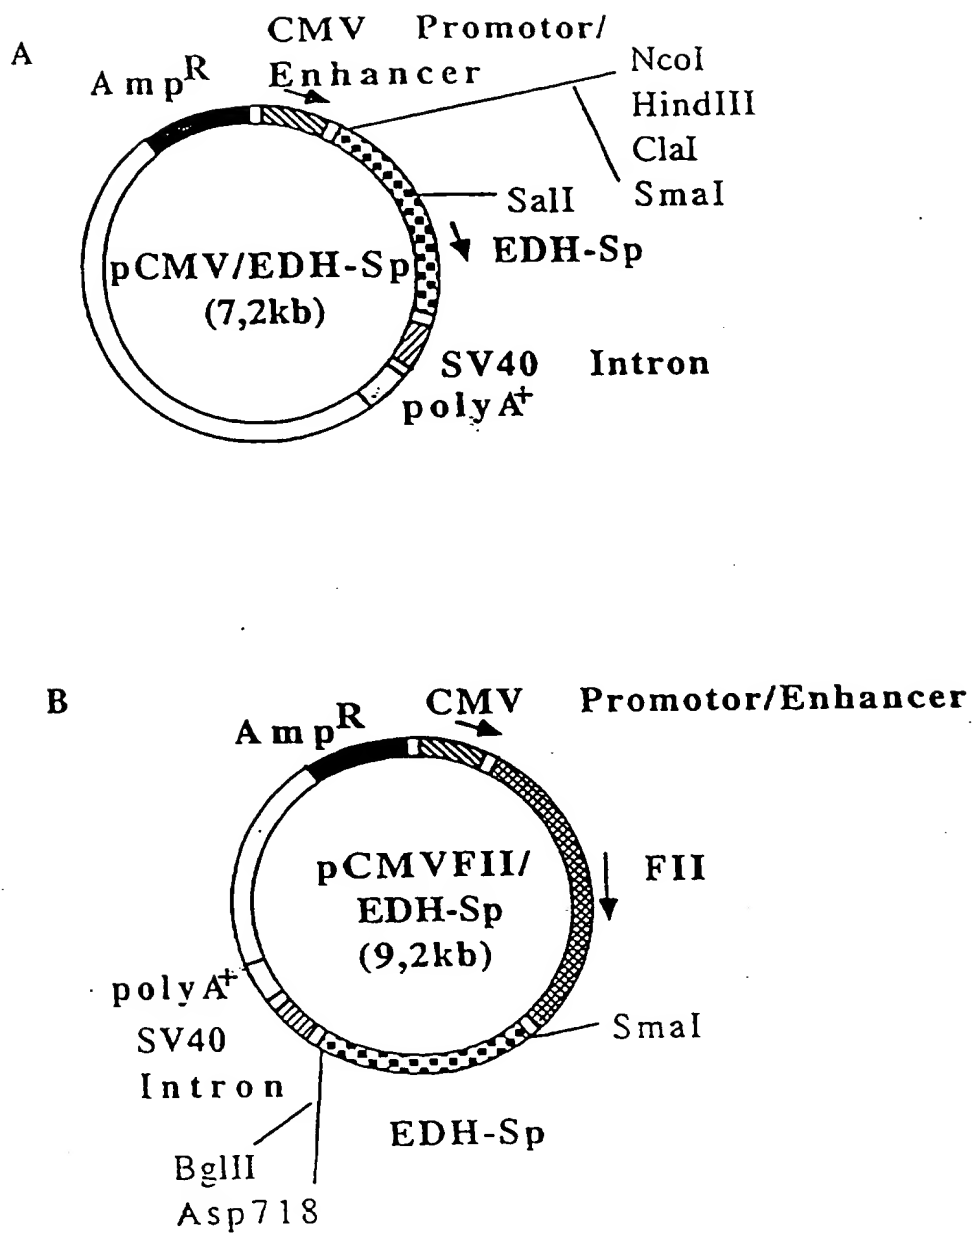 A
CMV Promotor/
Enhancer
AmpR
NcoI
HindIII
ClaI
SmaI
SalI
EDH-Sp
pCMV/EDH-Sp
(7,2kb)
SV40 Intron
polyA+
B
CMV Promotor/Enhancer
AmpR
pCMVFII/
EDH-Sp
(9,2kb)
FII
polyA+
SV40
Intron
SmaI
EDH-Sp
BglII
Asp718